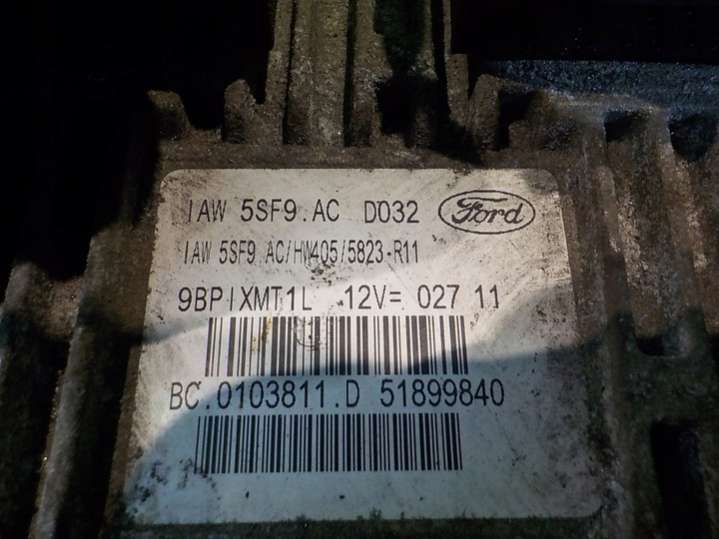 IAW 5SF9.AC D032 Ford
IAW 5SF9 AC/HW405/5823-R11
9BPIXMT1L 12V= 027 11
BC.0103811.D 51899840